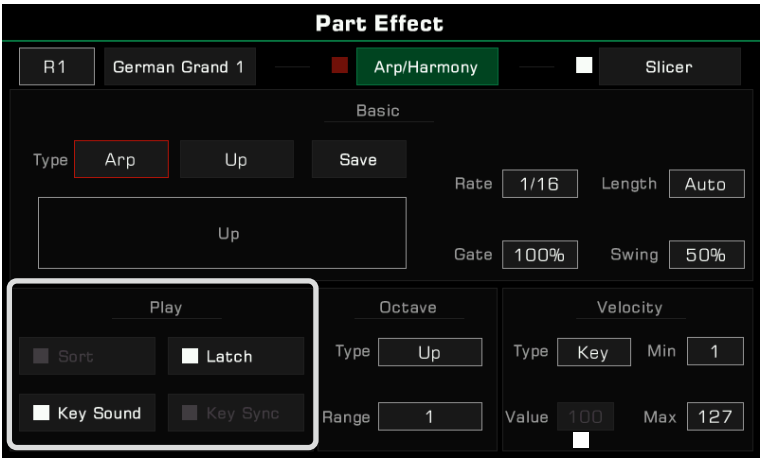 Part Effect
R1 German Grand 1 Arp/Harmony Slicer
Basic
Type Arp Up Save
Rate 1/16 Length Auto
Up
Gate 100% Swing 50%
Play
Sort Latch
Key Sound Key Sync
Octave
Type Up
Range 1
Velocity
Type Key Min 1
Value 100 Max 127